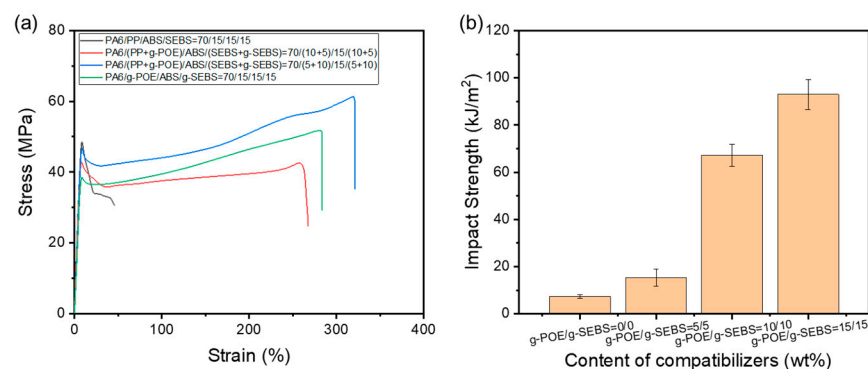 (a)
PA6/PP/ABS/SEBS=70/15/15/15
PA6/(PP+g-POE)/ABS/(SEBS+g-SEBS)=70/(10+5)/15/(10+5)
PA6/(PP+g-POE)/ABS/(SEBS+g-SEBS)=70/(5+10)/15/(5+10)
PA6/g-POE/ABS/g-SEBS=70/15/15/15
80
60
40
20
0
Stress (MPa)
0 100 200 300 400
Strain (%)
(b)
120
100
80
60
40
20
0
Impact Strength (kJ/m²)
g-POE/g-SEBS=0/0
g-POE/g-SEBS=5/5
g-POE/g-SEBS=10/10
g-POE/g-SEBS=15/15
Content of compatibilizers (wt%)